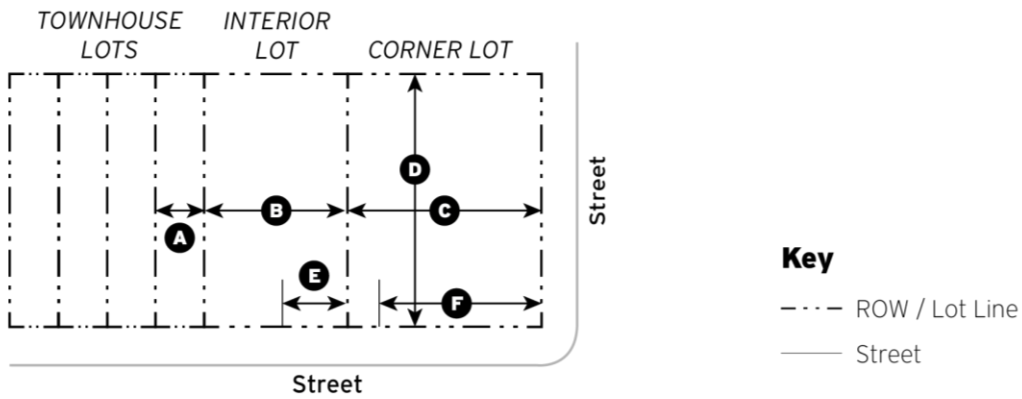 TOWNHOUSE
LOTS
INTERIOR
LOT
CORNER LOT
D
B
C
A
E
F
Street
Street
Key
ROW / Lot Line
Street